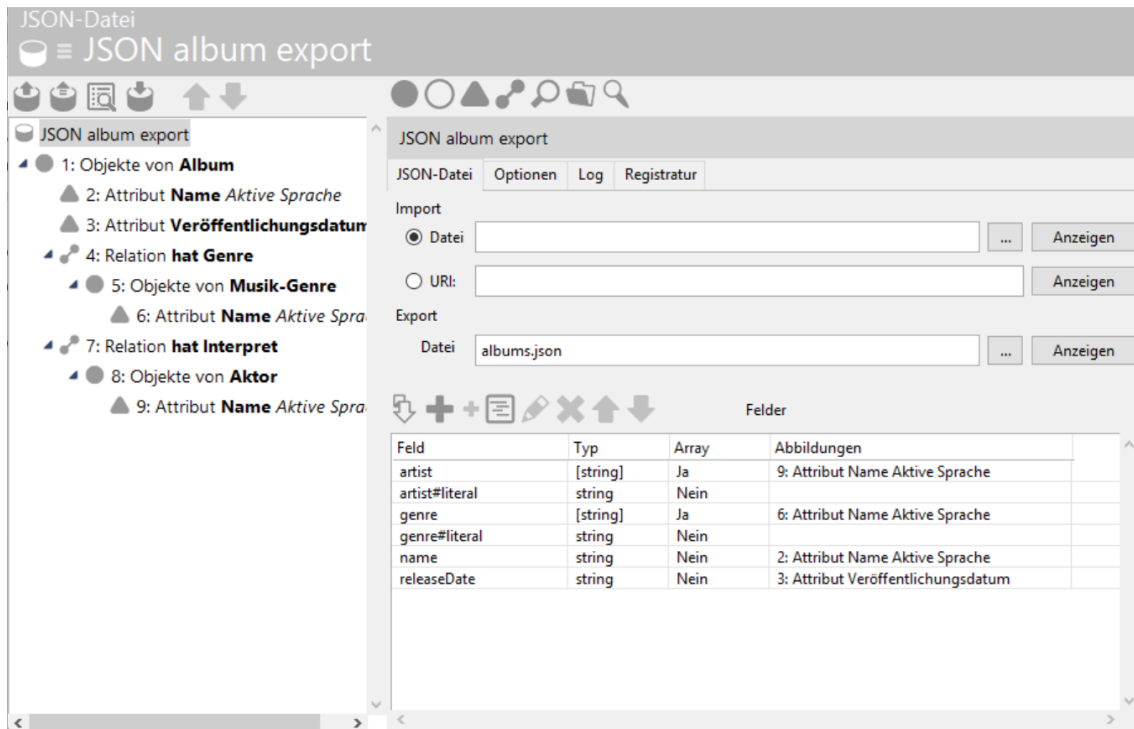 JSON-Datei
JSON album export
JSON album export
1: Objekte von Album
2: Attribut Name Aktive Sprache
3: Attribut Veröffentlichungsdatum
4: Relation hat Genre
5: Objekte von Musik-Genre
6: Attribut Name Aktive Spra
7: Relation hat Interpret
8: Objekte von Aktor
9: Attribut Name Aktive Spra
JSON album export
JSON-Datei Optionen Log Registratur
Import
Datei ... Anzeigen
URI: Anzeigen
Export
Datei albums.json ... Anzeigen
Felder
Feld Typ Array Abbildungen
artist [string] Ja 9: Attribut Name Aktive Sprache
artist#literal string Nein
genre [string] Ja 6: Attribut Name Aktive Sprache
genre#literal string Nein
name string Nein 2: Attribut Name Aktive Sprache
releaseDate string Nein 3: Attribut Veröffentlichungsdatum